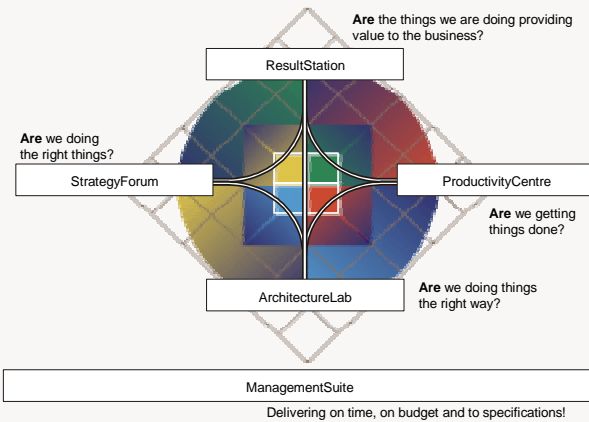 Are the things we are doing providing
value to the business?
ResultStation
Are we doing
the right things?
StrategyForum
ProductivityCentre
Are we getting
things done?
Are we doing things
the right way?
ArchitectureLab
ManagementSuite
Delivering on time, on budget and to specifications!